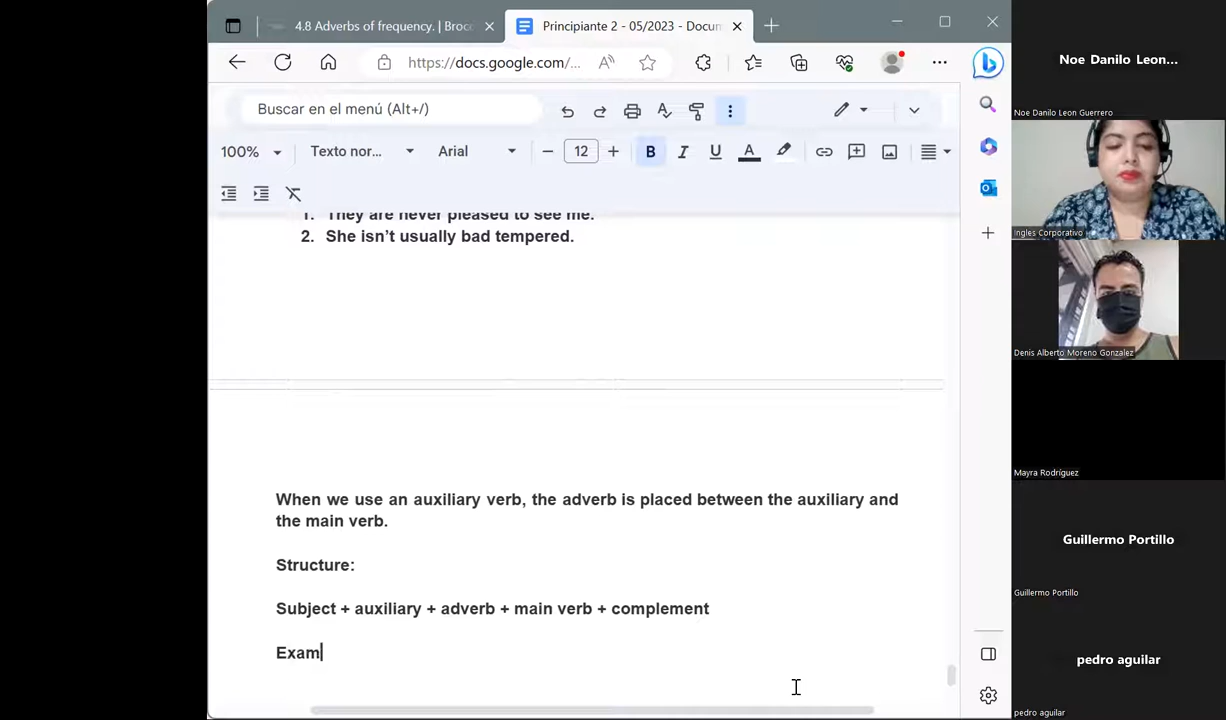 4.8 Adverbs of frequency. | Broc
Principiante 2 - 05/2023 - Docum
https://docs.google.com/...
Buscar en el menú (Alt+/)
100%
Texto nor...
Arial
12
B
I
U
A
1. They are never pleased to see me.
2. She isn't usually bad tempered.
When we use an auxiliary verb, the adverb is placed between the auxiliary and
the main verb.
Structure:
Subject + auxiliary + adverb + main verb + complement
Exam
Noe Danilo Leon...
Noe Danilo Leon Guerrero
Ingles Corporativo
Denis Alberto Moreno Gonzalez
Mayra Rodríguez
Guillermo Portillo
Guillermo Portillo
pedro aguilar
pedro aguilar